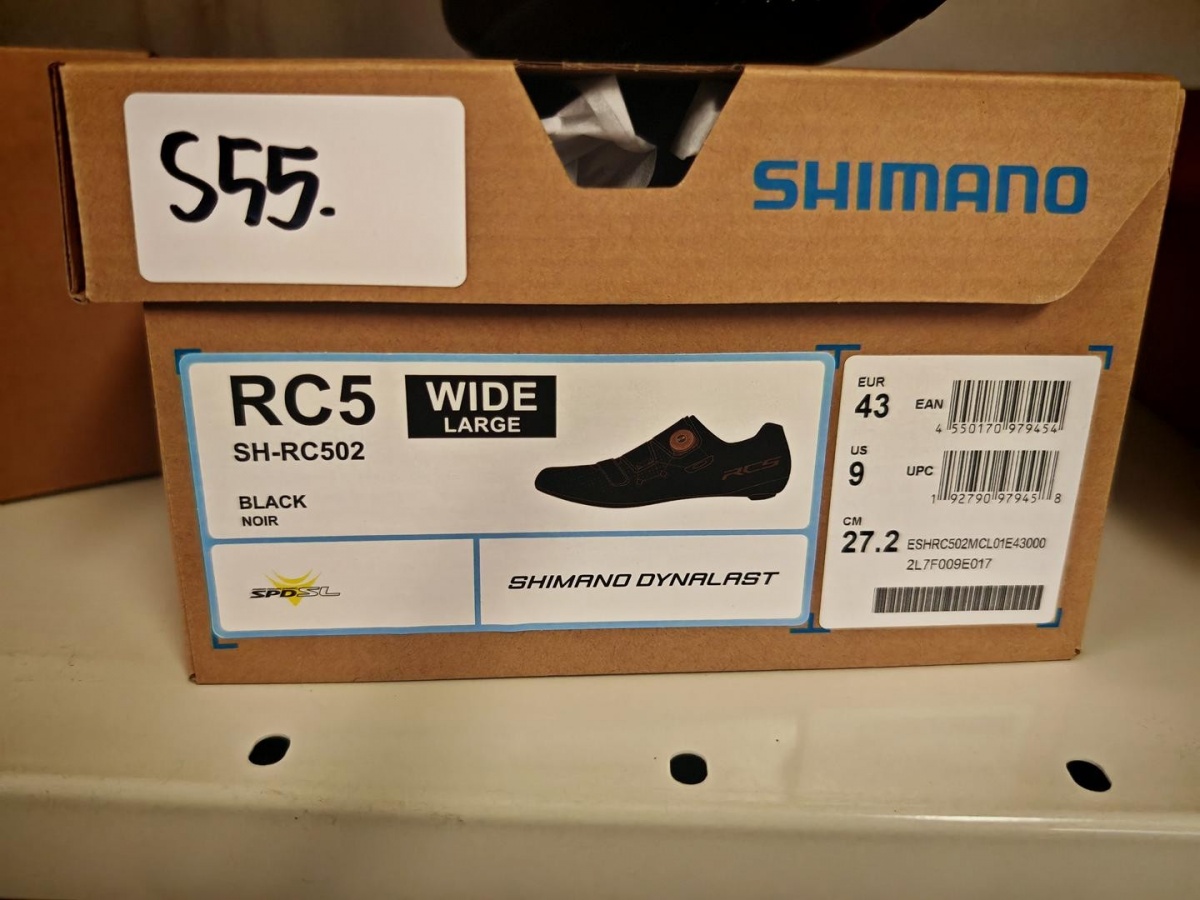 S55.
SHIMANO
RC5
WIDE
LARGE
SH-RC502
BLACK
NOIR
RC5
SPD-SL
SHIMANO DYNALAST
EUR
43
EAN
4 550170 979454
US
9
UPC
1 92790 97945 8
CM
27.2
ESHRC502MCL01E43000
2L7F009E017